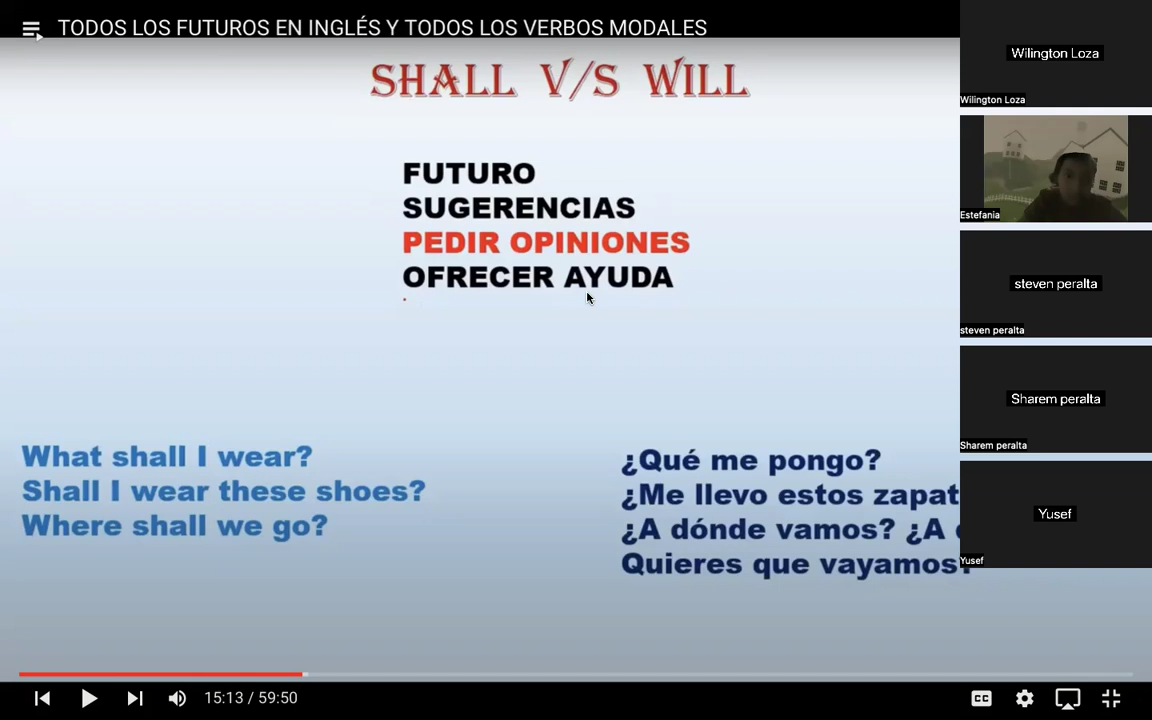 TODOS LOS FUTUROS EN INGLÉS Y TODOS LOS VERBOS MODALES
SHALL V/S WILL
FUTURO
SUGERENCIAS
PEDIR OPINIONES
OFRECER AYUDA
What shall I wear?
Shall I wear these shoes?
Where shall we go?
¿Qué me pongo?
¿Me llevo estos zapat
¿A dónde vamos? ¿A
Quieres que vayamos?
15:13 / 59:50
CC
Wilington Loza
Wilington Loza
Estefania
steven peralta
steven peralta
Sharem peralta
Sharem peralta
Yusef
Yusef